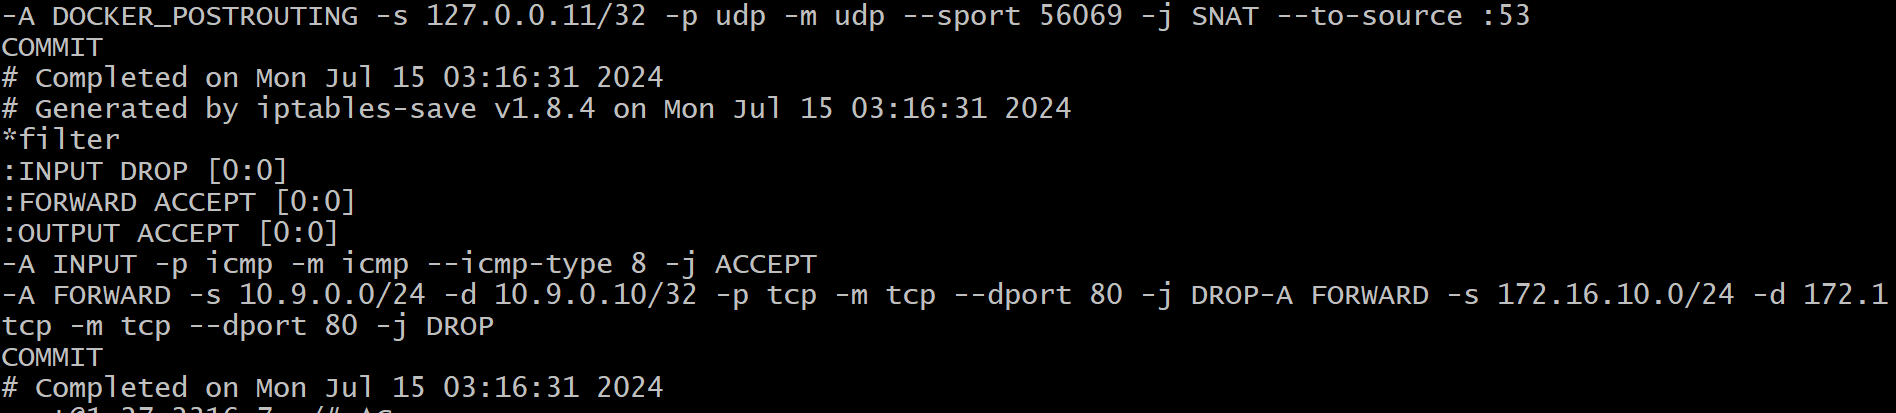 -A DOCKER_POSTROUTING -s 127.0.0.11/32 -p udp -m udp --sport 56069 -j SNAT --to-source :53
COMMIT
# Completed on Mon Jul 15 03:16:31 2024
# Generated by iptables-save v1.8.4 on Mon Jul 15 03:16:31 2024
*filter
:INPUT DROP [0:0]
:FORWARD ACCEPT [0:0]
:OUTPUT ACCEPT [0:0]
-A INPUT -p icmp -m icmp --icmp-type 8 -j ACCEPT
-A FORWARD -s 10.9.0.0/24 -d 10.9.0.10/32 -p tcp -m tcp --dport 80 -j DROP-A FORWARD -s 172.16.10.0/24 -d 172.1
tcp -m tcp --dport 80 -j DROP
COMMIT
# Completed on Mon Jul 15 03:16:31 2024